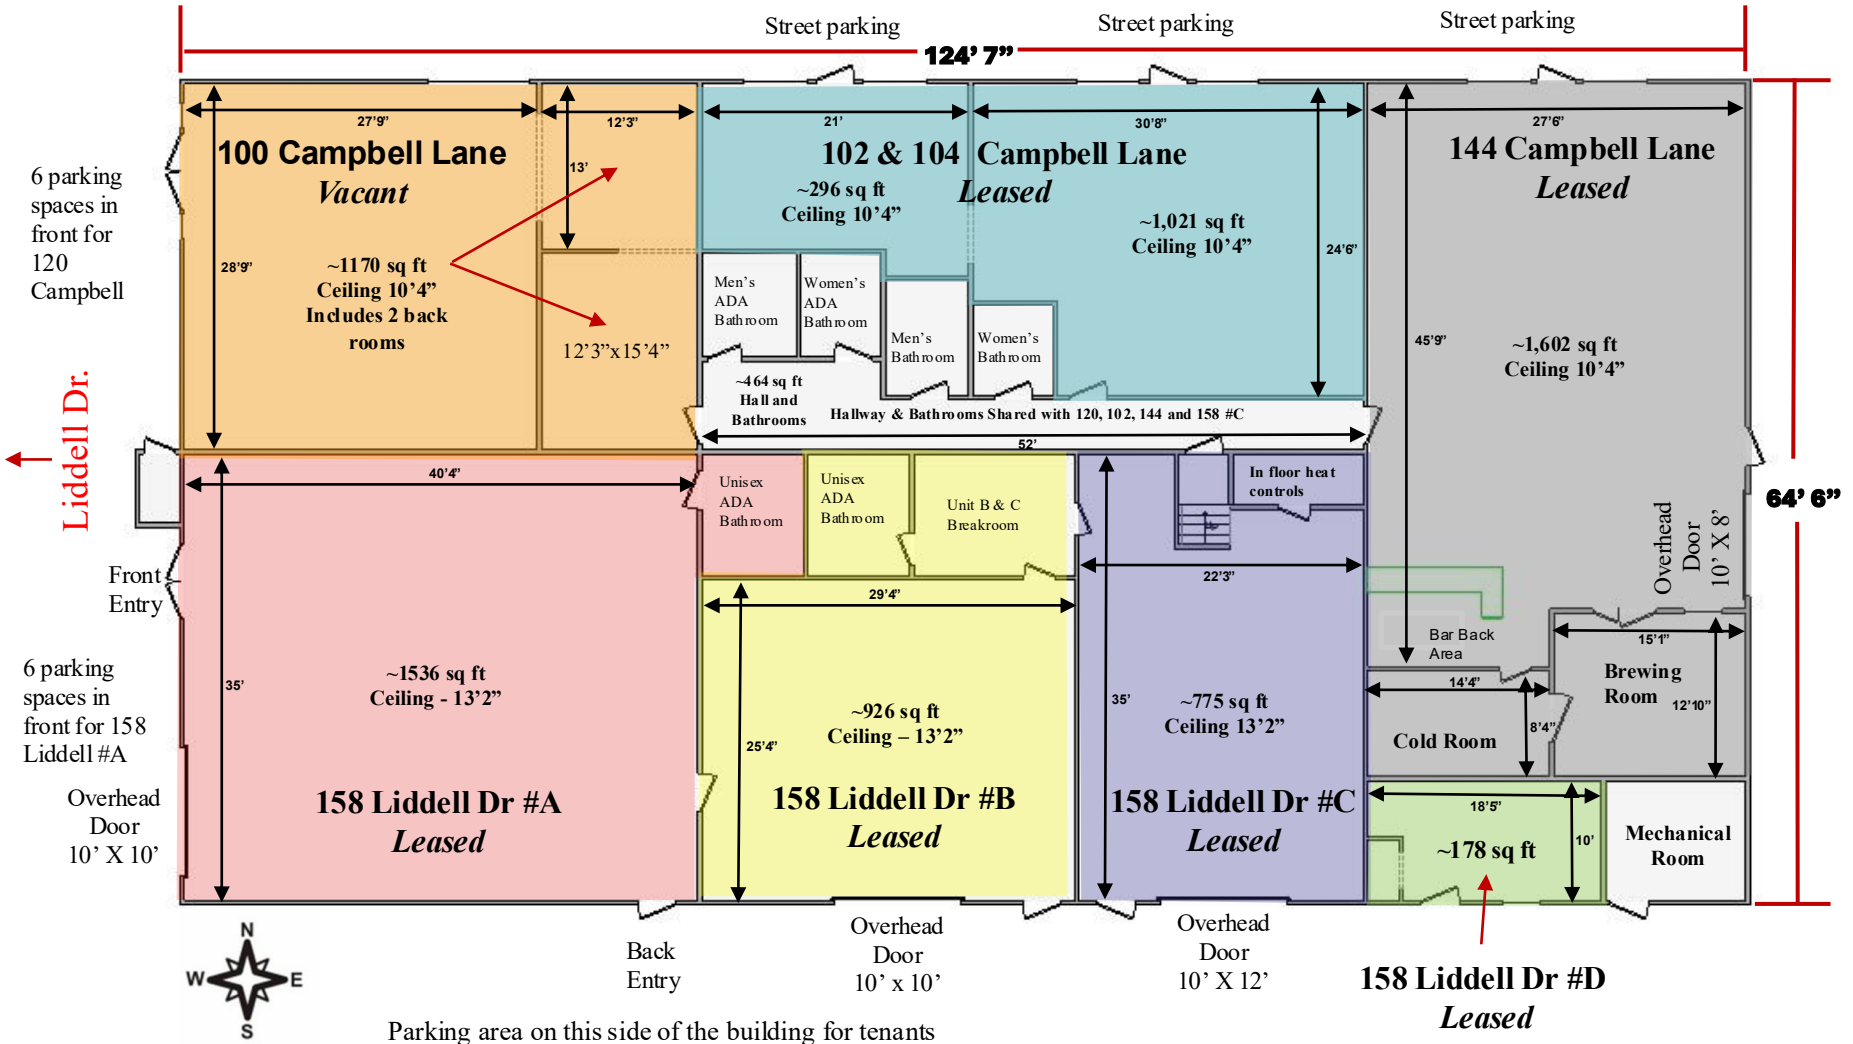 Street parking
Street parking
Street parking
124’ 7”
27’9”
12’3”
21’
30’8”
27’6”
100 Campbell Lane
Vacant
13’
102 & 104 Campbell Lane
Leased
144 Campbell Lane
Leased
6 parking
spaces in
front for
120
Campbell
~296 sq ft
Ceiling 10’4”
~1,021 sq ft
Ceiling 10’4”
24’6”
28’9”
~1170 sq ft
Ceiling 10’4”
Includes 2 back
rooms
12’3”x15’4”
Men’s
ADA
Bathroom
Women’s
ADA
Bathroom
Men’s
Bathroom
Women’s
Bathroom
45’9”
~1,602 sq ft
Ceiling 10’4”
~464 sq ft
Hall and
Bathrooms
Hallway & Bathrooms Shared with 120, 102, 144 and 158 #C
52’
Liddell Dr.
40’4”
Unisex
ADA
Bathroom
Unisex
ADA
Bathroom
Unit B & C
Breakroom
In floor heat
controls
64’ 6”
Overhead
Door
10’ X 8’
Front
Entry
22’3”
29’4”
Bar Back
Area
15’1”
Brewing
Room
12’10”
14’4”
8’4”
Cold Room
6 parking
spaces in
front for 158
Liddell #A
35’
~1536 sq ft
Ceiling - 13’2”
25’4”
~926 sq ft
Ceiling – 13’2”
35’
~775 sq ft
Ceiling 13’2”
Overhead
Door
10’ X 10’
158 Liddell Dr #A
Leased
158 Liddell Dr #B
Leased
158 Liddell Dr #C
Leased
18’5”
10’
~178 sq ft
Mechanical
Room
N
W
E
S
Back
Entry
Overhead
Door
10’ x 10’
Overhead
Door
10’ X 12’
158 Liddell Dr #D
Leased
Parking area on this side of the building for tenants